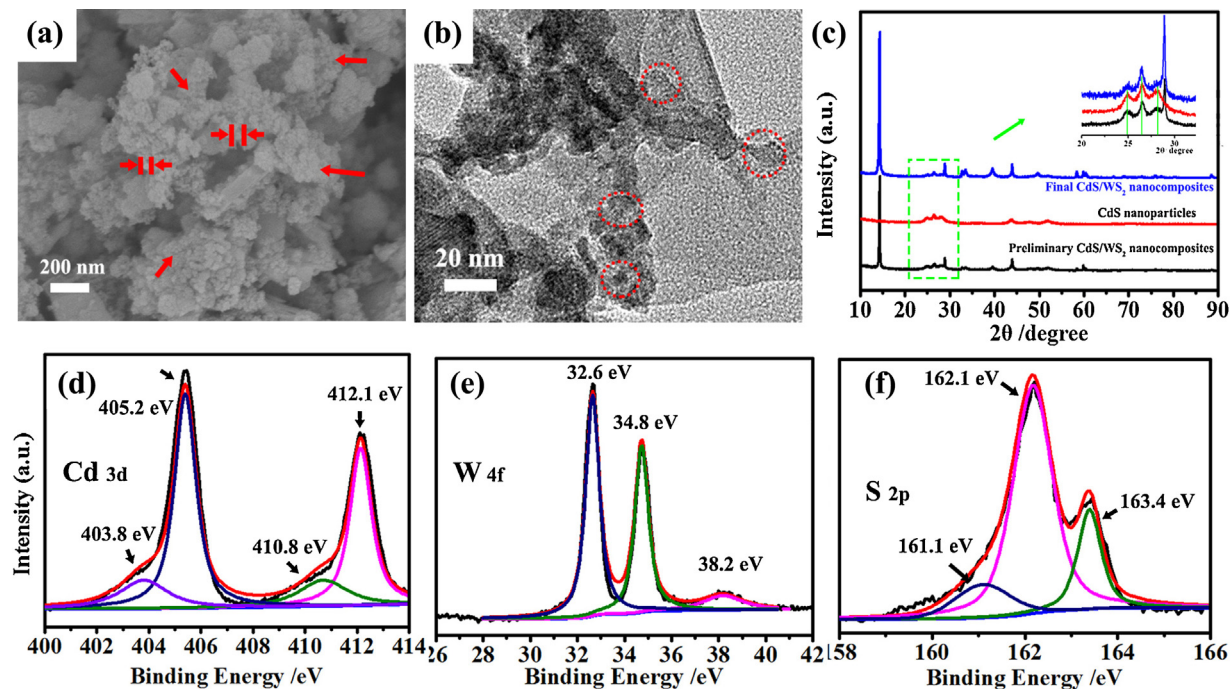 (a)
200 nm
(b)
20 nm
(c)
Intensity (a.u.)
20 25 2θ 30 degree
Final CdS/WS₂ nanocomposites
CdS nanoparticles
Preliminary CdS/WS₂ nanocomposites
10 20 30 40 50 60 70 80 90
2θ /degree
(d)
405.2 eV
412.1 eV
Cd 3d
403.8 eV
410.8 eV
Intensity (a.u.)
400 402 404 406 408 410 412 414
Binding Energy /eV
(e)
32.6 eV
34.8 eV
W 4f
38.2 eV
26 28 30 32 34 36 38 40 42
Binding Energy /eV
(f)
162.1 eV
S 2p
163.4 eV
161.1 eV
158 160 162 164 166
Binding Energy /eV